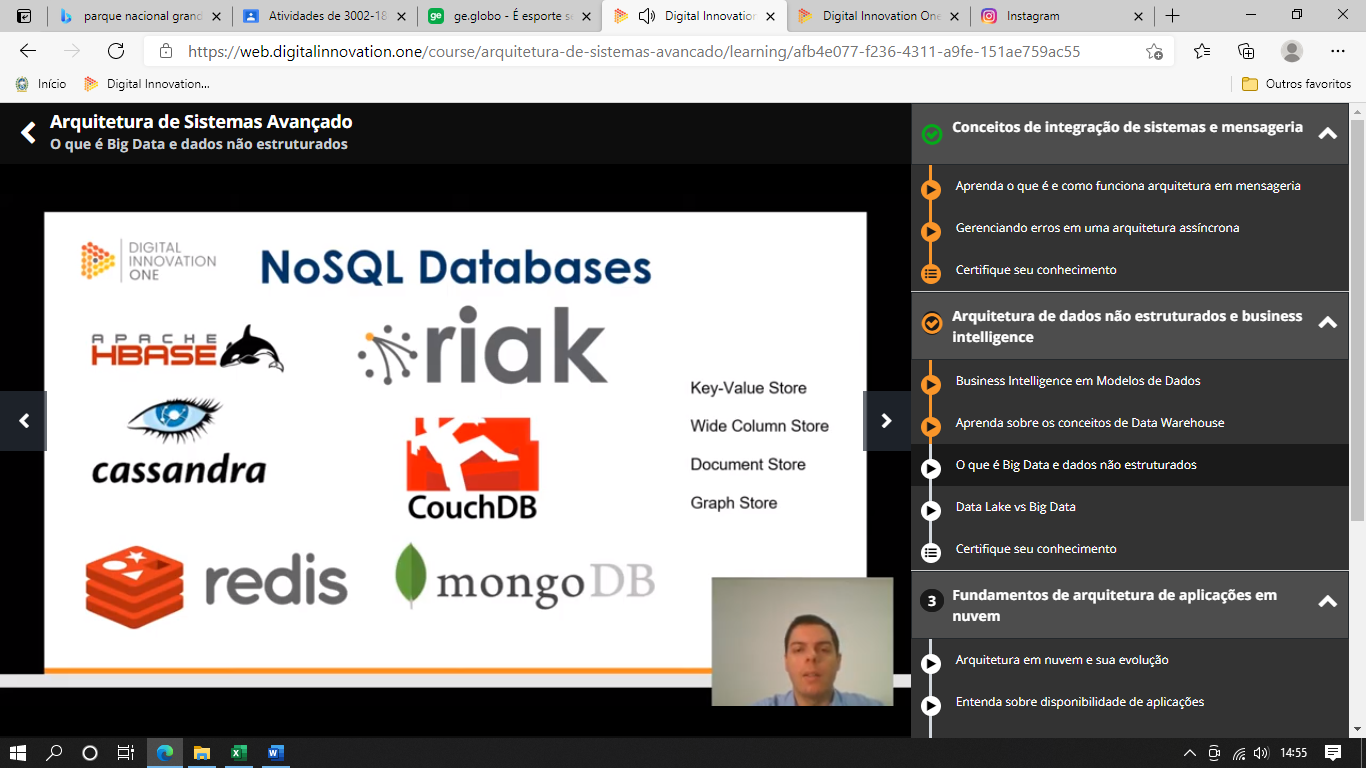 parque nacional grand
Atividades de 3002-18
ge.globo - É esporte s
Digital Innovation
Digital Innovation One
Instagram
https://web.digitalinnovation.one/course/arquitetura-de-sistemas-avancado/learning/afb4e077-f236-4311-a9fe-151ae759ac55
Início
Digital Innovation...
Outros favoritos
Arquitetura de Sistemas Avançado
O que é Big Data e dados não estruturados
DIGITAL
INNOVATION
ONE
NoSQL Databases
APACHE
HBASE
riak
cassandra
CouchDB
redis
mongoDB
Key-Value Store
Wide Column Store
Document Store
Graph Store
Conceitos de integração de sistemas e mensageria
Aprenda o que é e como funciona arquitetura em mensageria
Gerenciando erros em uma arquitetura assíncrona
Certifique seu conhecimento
Arquitetura de dados não estruturados e business
intelligence
Business Intelligence em Modelos de Dados
Aprenda sobre os conceitos de Data Warehouse
O que é Big Data e dados não estruturados
Data Lake vs Big Data
Certifique seu conhecimento
3
Fundamentos de arquitetura de aplicações em
nuvem
Arquitetura em nuvem e sua evolução
Entenda sobre disponibilidade de aplicações
14:55